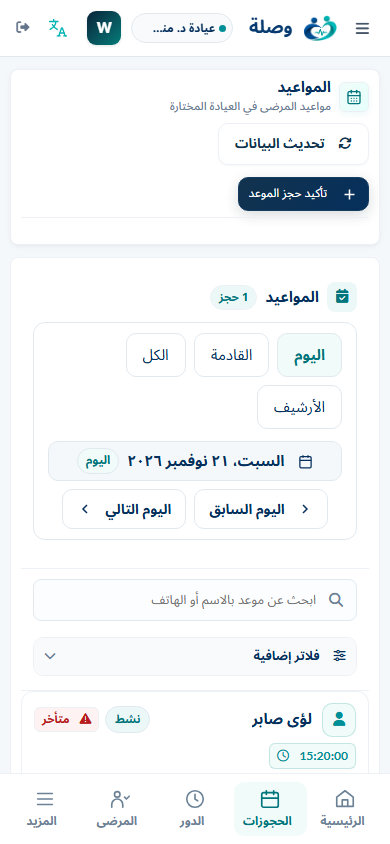 وصلة
عيادة د. منـ...
W
المواعيد
مواعيد المرضى في العيادة المختارة
تحديث البيانات
تأكيد حجز الموعد
المواعيد
1 حجز
اليوم
القادمة
الكل
الأرشيف
السبت، ٢١ نوفمبر ٢٠٢٦
اليوم
اليوم السابق
اليوم التالي
ابحث عن موعد بالاسم أو الهاتف
فلاتر إضافية
لؤى صابر
نشط
متأخر
15:20:00
الرئيسية
الحجوزات
الدور
المرضى
المزيد